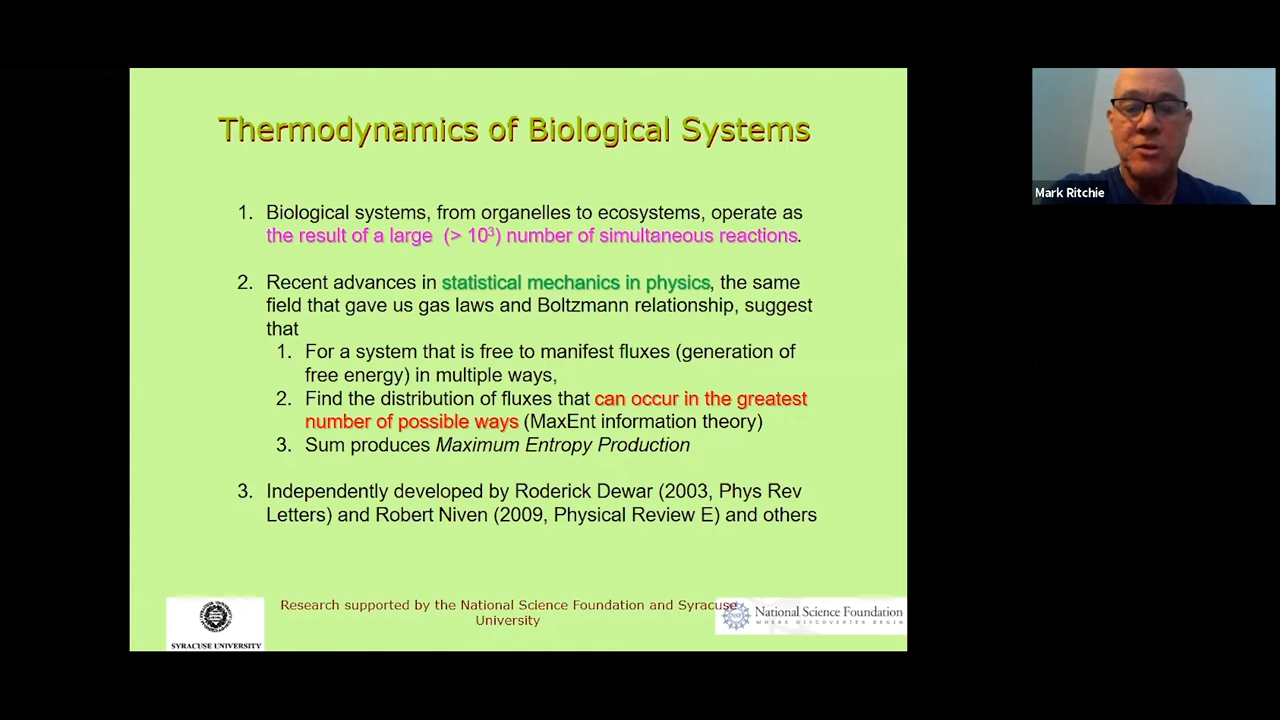 Thermodynamics of Biological Systems
1. Biological systems, from organelles to ecosystems, operate as
the result of a large (> 10³) number of simultaneous reactions.
2. Recent advances in statistical mechanics in physics, the same
field that gave us gas laws and Boltzmann relationship, suggest
that
1. For a system that is free to manifest fluxes (generation of
free energy) in multiple ways,
2. Find the distribution of fluxes that can occur in the greatest
number of possible ways (MaxEnt information theory)
3. Sum produces Maximum Entropy Production
3. Independently developed by Roderick Dewar (2003, Phys Rev
Letters) and Robert Niven (2009, Physical Review E) and others
Research supported by the National Science Foundation and Syracuse
University
SYRACUSE UNIVERSITY
National Science Foundation
WHERE DISCOVERIES BEGIN
Mark Ritchie